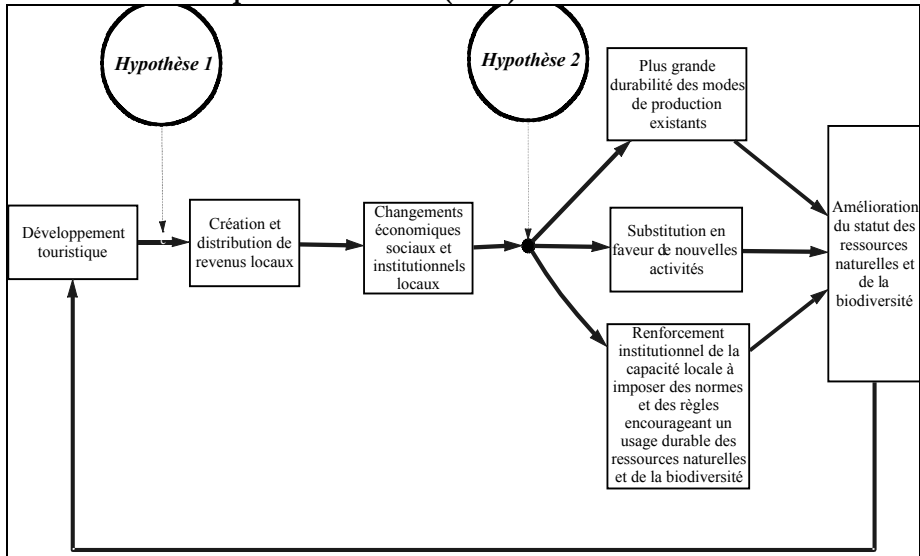 Hypothèse 1
Hypothèse 2
Développement
touristique
Création et
distribution de
revenus locaux
Changements
économiques
sociaux et
institutionnels
locaux
Plus grande
durabilité des modes
de production
existants
Substitution en
faveur de nouvelles
activités
Renforcement
institutionnel de la
capacité locale à
imposer des normes
et des règles
encourageant un
usage durable des
ressources naturelles
et de la biodiversité
Amélioration
du statut des
ressources
naturelles et
de la
biodiversité